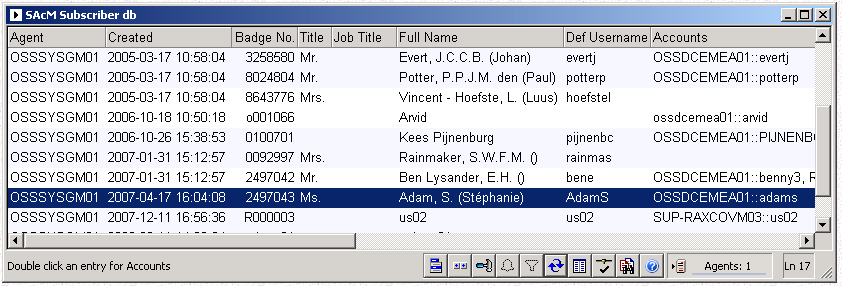 SAcM Subscriber db
Agent Created Badge No. Title Job Title Full Name Def Username Accounts
OSSSYSGM01 2005-03-17 10:58:04 3258580 Mr. Evert, J.C.C.B. (Johan) evertj OSSDCEMEA01::evertj
OSSSYSGM01 2005-03-17 10:58:04 8024804 Mr. Potter, P.P.J.M. den (Paul) potterp OSSDCEMEA01::potterp
OSSSYSGM01 2005-03-17 10:58:04 8643776 Mrs. Vincent - Hoefste, L. (Luus) hoefstel
OSSSYSGM01 2006-10-18 10:50:18 o001066 Arvid ossdcemea01::arvid
OSSSYSGM01 2006-10-26 15:38:53 0100701 Kees Pijnenburg pijnenbc OSSDCEMEA01::PIJNENBC
OSSSYSGM01 2007-01-31 15:12:57 0092997 Mrs. Rainmaker, S.W.F.M. () rainmas
OSSSYSGM01 2007-01-31 15:12:57 2497042 Mr. Ben Lysander, E.H. () bene OSSDCEMEA01::benny3, R
OSSSYSGM01 2007-04-17 16:04:08 2497043 Ms. Adam, S. (Stéphanie) AdamS OSSDCEMEA01::adams
OSSSYSGM01 2007-12-11 16:56:36 R000003 us02 us02 SUP-RAXCOVM03::us02
Double click an entry for Accounts Agents: 1 Ln 17